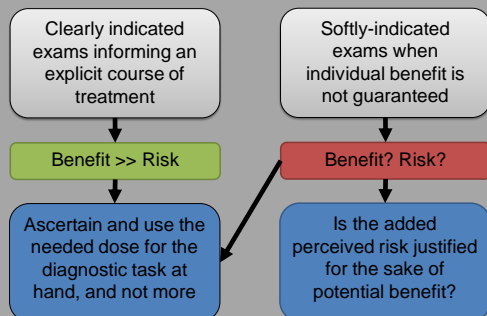 Clearly indicated
exams informing an
explicit course of
treatment
Softly-indicated
exams when
individual benefit is
not guaranteed
Benefit >> Risk
Benefit? Risk?
Ascertain and use the
needed dose for the
diagnostic task at
hand, and not more
Is the added
perceived risk justified
for the sake of
potential benefit?